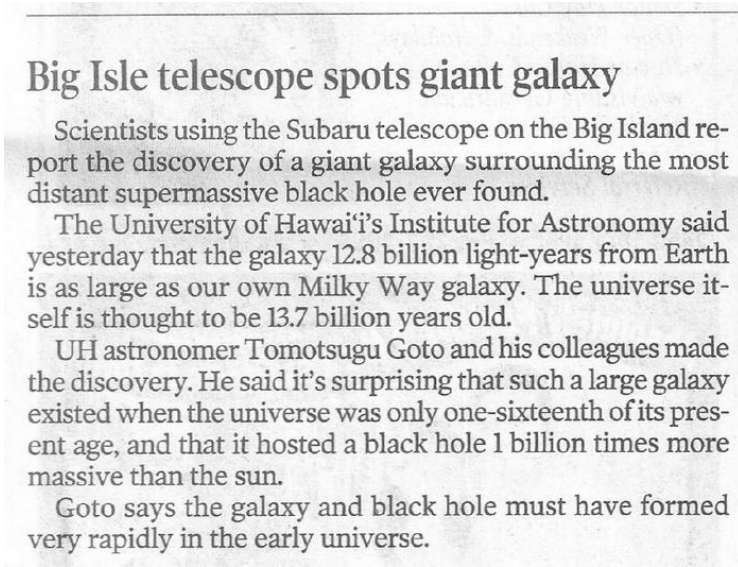 Big Isle telescope spots giant galaxy
Scientists using the Subaru telescope on the Big Island re-
port the discovery of a giant galaxy surrounding the most
distant supermassive black hole ever found.
The University of Hawai‘i’s Institute for Astronomy said
yesterday that the galaxy 12.8 billion light-years from Earth
is as large as our own Milky Way galaxy. The universe it-
self is thought to be 13.7 billion years old.
UH astronomer Tomotsugu Goto and his colleagues made
the discovery. He said it’s surprising that such a large galaxy
existed when the universe was only one-sixteenth of its pres-
ent age, and that it hosted a black hole 1 billion times more
massive than the sun.
Goto says the galaxy and black hole must have formed
very rapidly in the early universe.